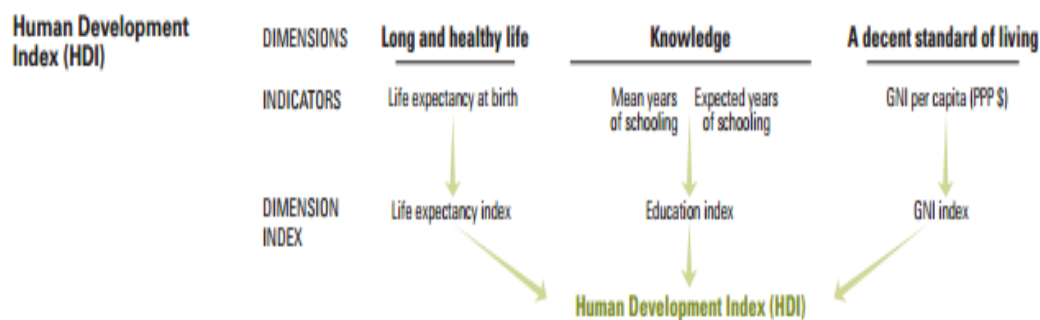 Human Development
Index (HDI)
DIMENSIONS Long and healthy life Knowledge A decent standard of living
INDICATORS Life expectancy at birth Mean years of schooling Expected years of schooling GNI per capita (PPP $)
DIMENSION
INDEX Life expectancy index Education index GNI index
Human Development Index (HDI)